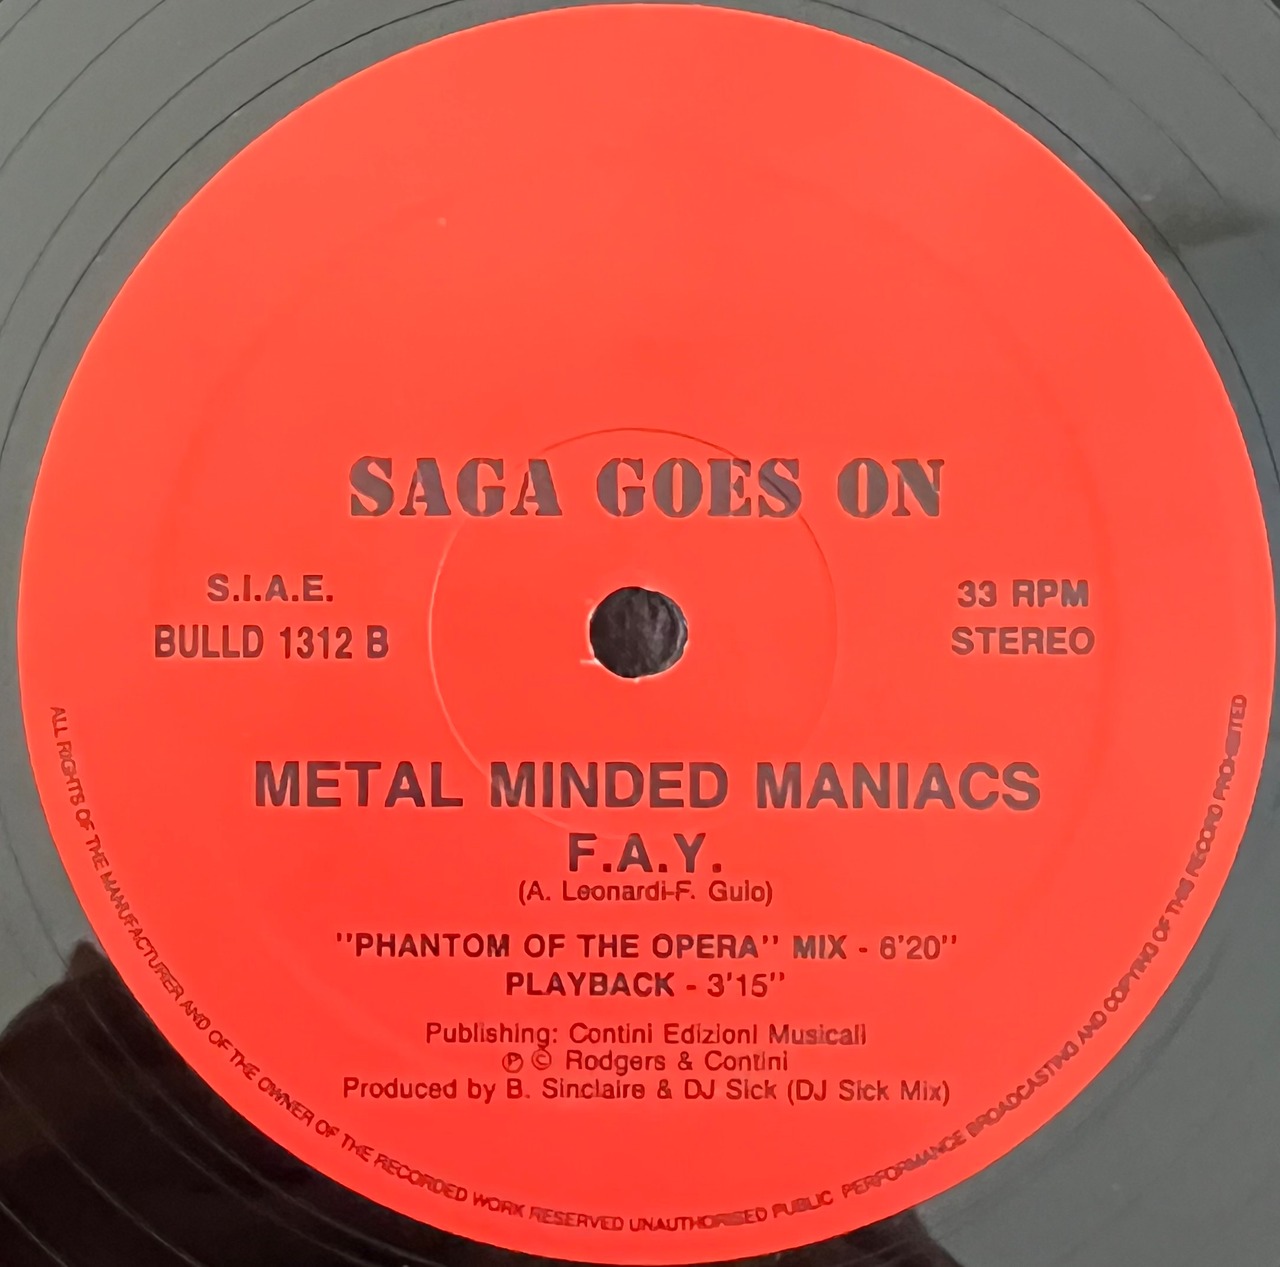 SAGA GOES ON
S.I.A.E.
BULLD 1312 B
33 RPM
STEREO
METAL MINDED MANIACS
F.A.Y.
(A. Leonardi-F. Guio)
"PHANTOM OF THE OPERA" MIX - 6'20"
PLAYBACK - 3'15"
Publishing: Contini Edizioni Musicali
℗ © Rodgers & Contini
Produced by B. Sinclaire & DJ Sick (DJ Sick Mix)
ALL RIGHTS OF THE MANUFACTURER AND OF THE OWNER OF THE RECORDED WORK RESERVED UNAUTHORISED PUBLIC PERFORMANCE BROADCASTING AND COPYING OF THIS RECORD PROHIBITED